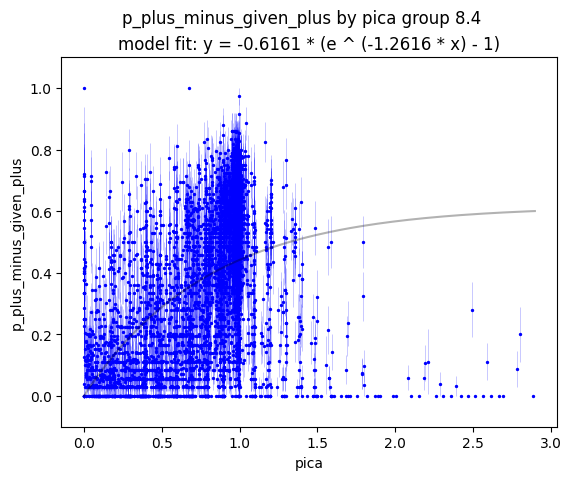 p_plus_minus_given_plus by pica group 8.4
model fit: y = -0.6161 * (e ^ (-1.2616 * x) - 1)
1.0
0.8
0.6
0.4
0.2
0.0
p_plus_minus_given_plus
0.0 0.5 1.0 1.5 2.0 2.5 3.0
pica